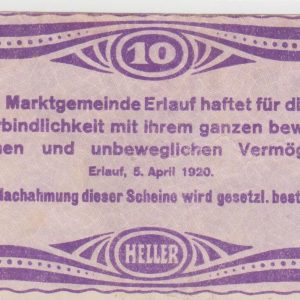 10
Marktgemeinde Erlauf haftet für di
rbindlichkeit mit ihrem ganzen bew
en und unbeweglichen Vermög
Erlauf, 5. April 1920.
Nachahmung dieser Scheine wird gesetzl. best
HELLER